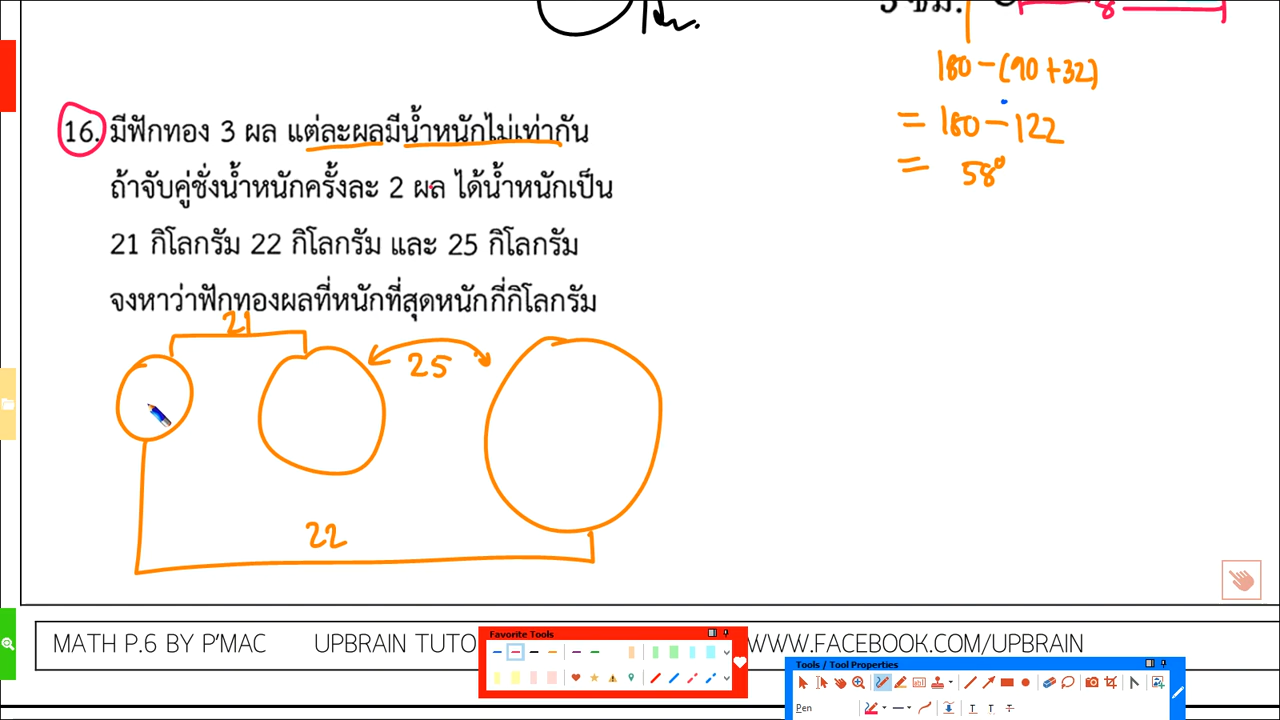 180 - (90 + 32)
= 180 - 122
= 58°
16. มีฟักทอง 3 ผล แต่ละผลมีน้ำหนักไม่เท่ากัน
ถ้าจับคู่ชั่งน้ำหนักครั้งละ 2 ผล ได้น้ำหนักเป็น
21 กิโลกรัม 22 กิโลกรัม และ 25 กิโลกรัม
จงหาว่าฟักทองผลที่หนักที่สุดหนักกี่กิโลกรัม
21
25
22
MATH P.6 BY P'MAC UPBRAIN TUTO WWW.FACEBOOK.COM/UPBRAIN
Favorite Tools
Tools / Tool Properties
Pen